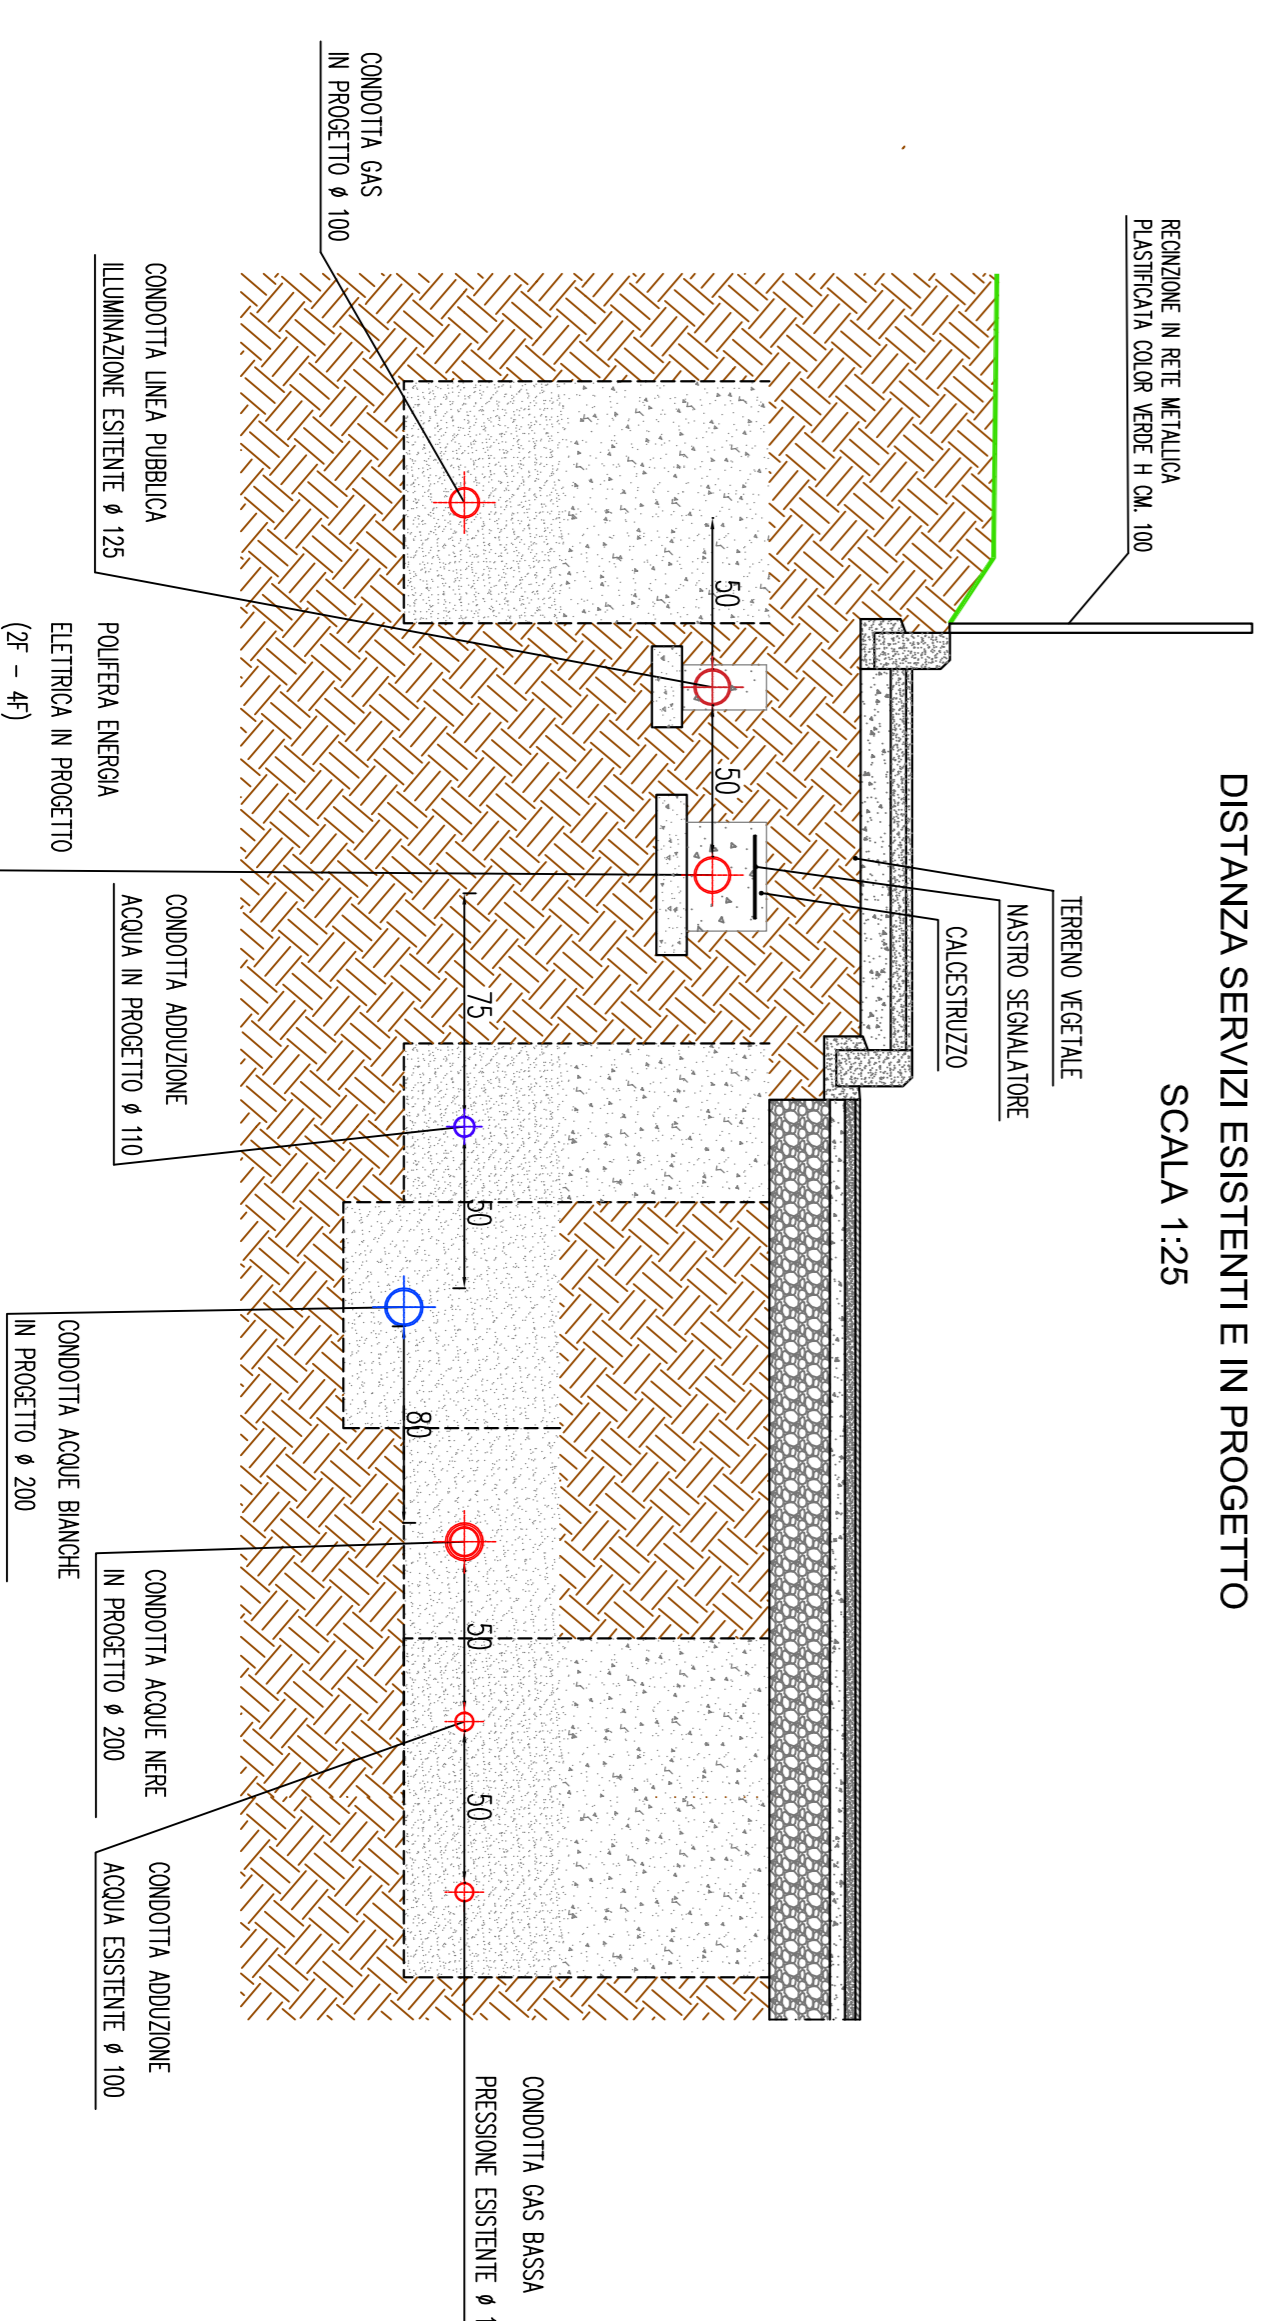 DISTANZA SERVIZI ESISTENTI E IN PROGETTO
SCALA 1:25
RECINZIONE IN RETE METALLICA
PLASTIFICATA COLOR VERDE H CM. 100
TERRENO VEGETALE
NASTRO SEGNALATORE
CALCESTRUZZO
50
50
75
50
80
50
50
CONDOTTA GAS
IN PROGETTO ø 100
CONDOTTA LINEA PUBBLICA
ILLUMINAZIONE ESITENTE ø 125
POLIFERA ENERGIA
ELETTRICA IN PROGETTO
(2F - 4F)
CONDOTTA ADDUZIONE
ACQUA IN PROGETTO ø 110
CONDOTTA ACQUE BIANCHE
IN PROGETTO ø 200
CONDOTTA ACQUE NERE
IN PROGETTO ø 200
CONDOTTA ADDUZIONE
ACQUA ESISTENTE ø 100
CONDOTTA GAS BASSA
PRESSIONE ESISTENTE ø